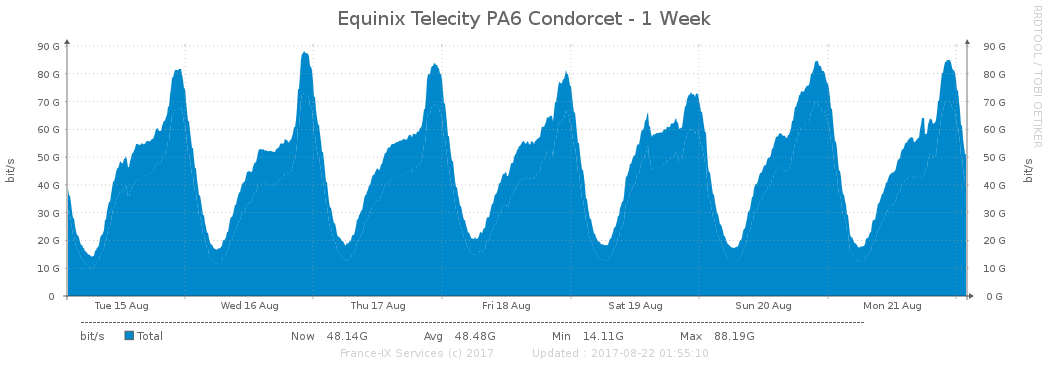 Equinix Telecity PA6 Condorcet - 1 Week
RRDTOOL / TOBI OETIKER
90 G 90 G
80 G 80 G
70 G 70 G
60 G 60 G
50 G 50 G
40 G 40 G
30 G 30 G
20 G 20 G
10 G 10 G
0 0 G
bit/s bit/s
Tue 15 Aug Wed 16 Aug Thu 17 Aug Fri 18 Aug Sat 19 Aug Sun 20 Aug Mon 21 Aug
bit/s Total Now 48.14G Avg 48.48G Min 14.11G Max 88.19G
France-IX Services (c) 2017 Updated : 2017-08-22 01:55:10